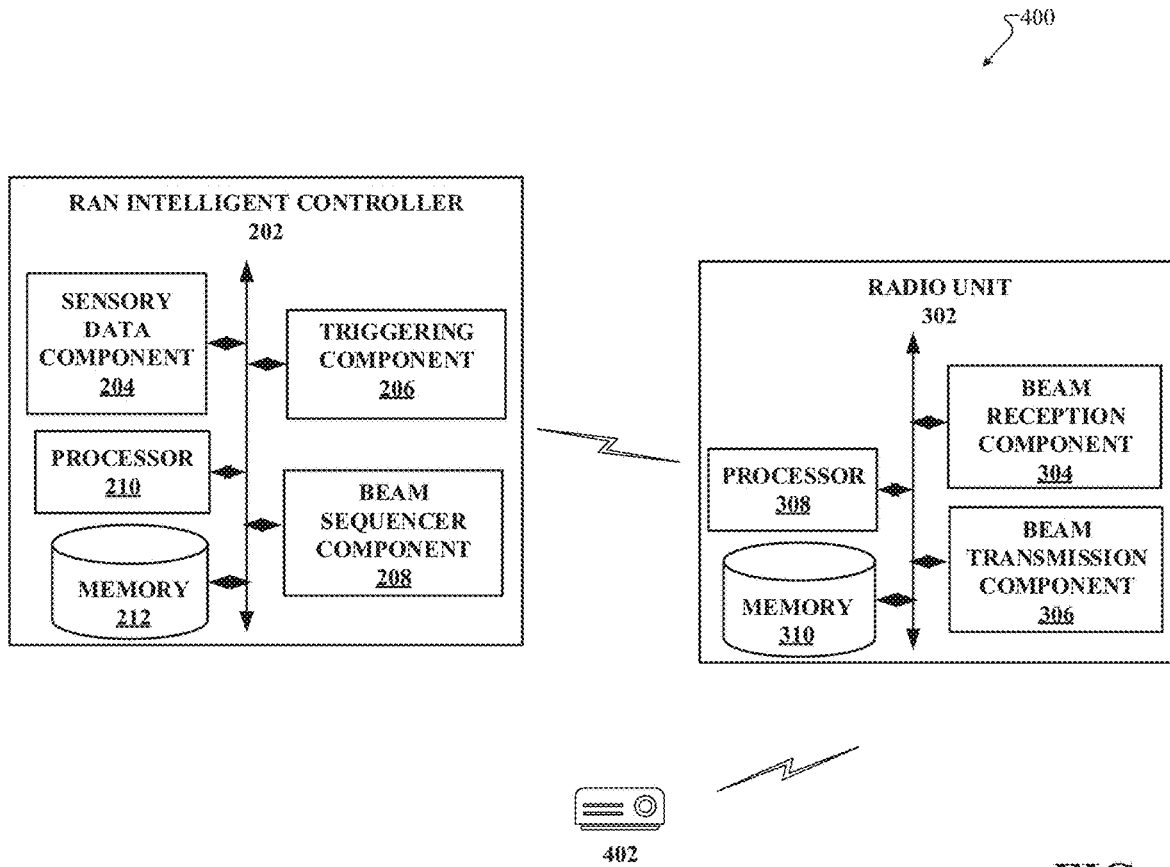 400
RAN INTELLIGENT CONTROLLER
202
SENSORY
DATA
COMPONENT
204
TRIGGERING
COMPONENT
206
PROCESSOR
210
BEAM
SEQUENCER
COMPONENT
208
MEMORY
212
RADIO UNIT
302
BEAM
RECEPTION
COMPONENT
304
PROCESSOR
308
BEAM
TRANSMISSION
COMPONENT
306
MEMORY
310
402